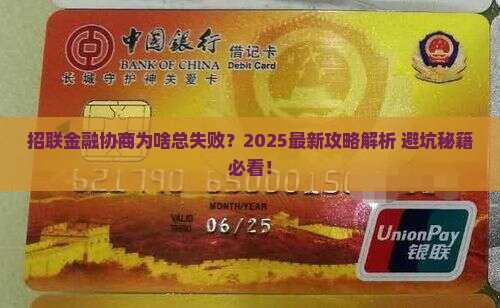 中国银行 借记卡
BANK OF CHINA Debit Card
长城守护神关爱卡
招联金融协商为啥总失败？2025最新攻略解析 避坑秘籍
必看！
MONTH/YEAR
VALID
THRU
06/25
UnionPay
银联